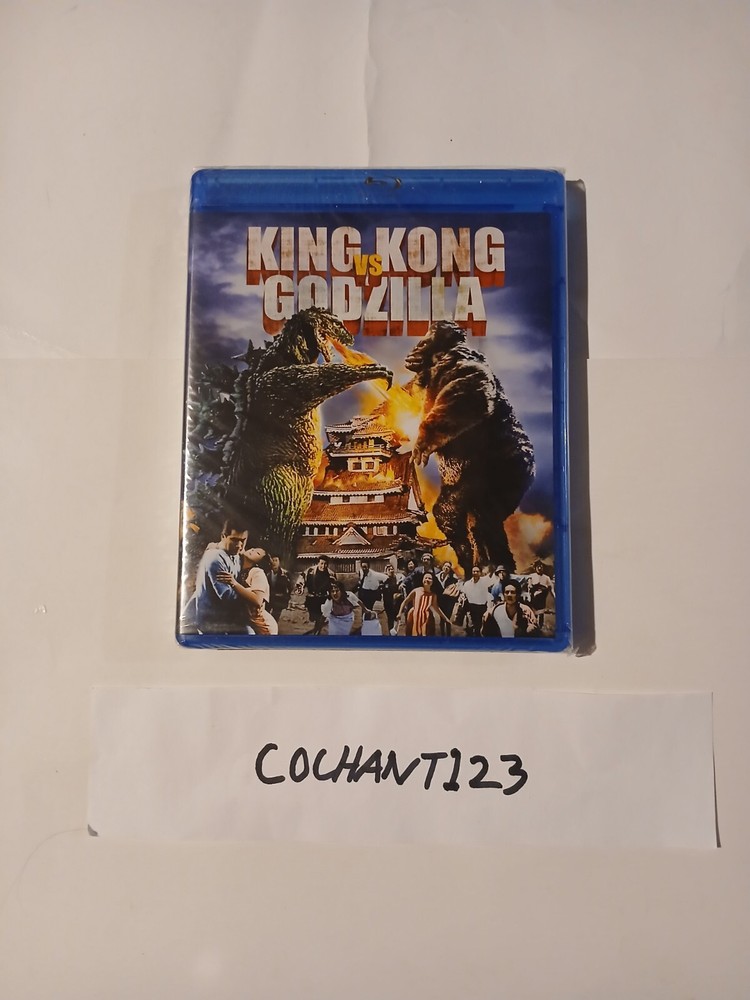 KING KONG
VS
GODZILLA
COCHANT123